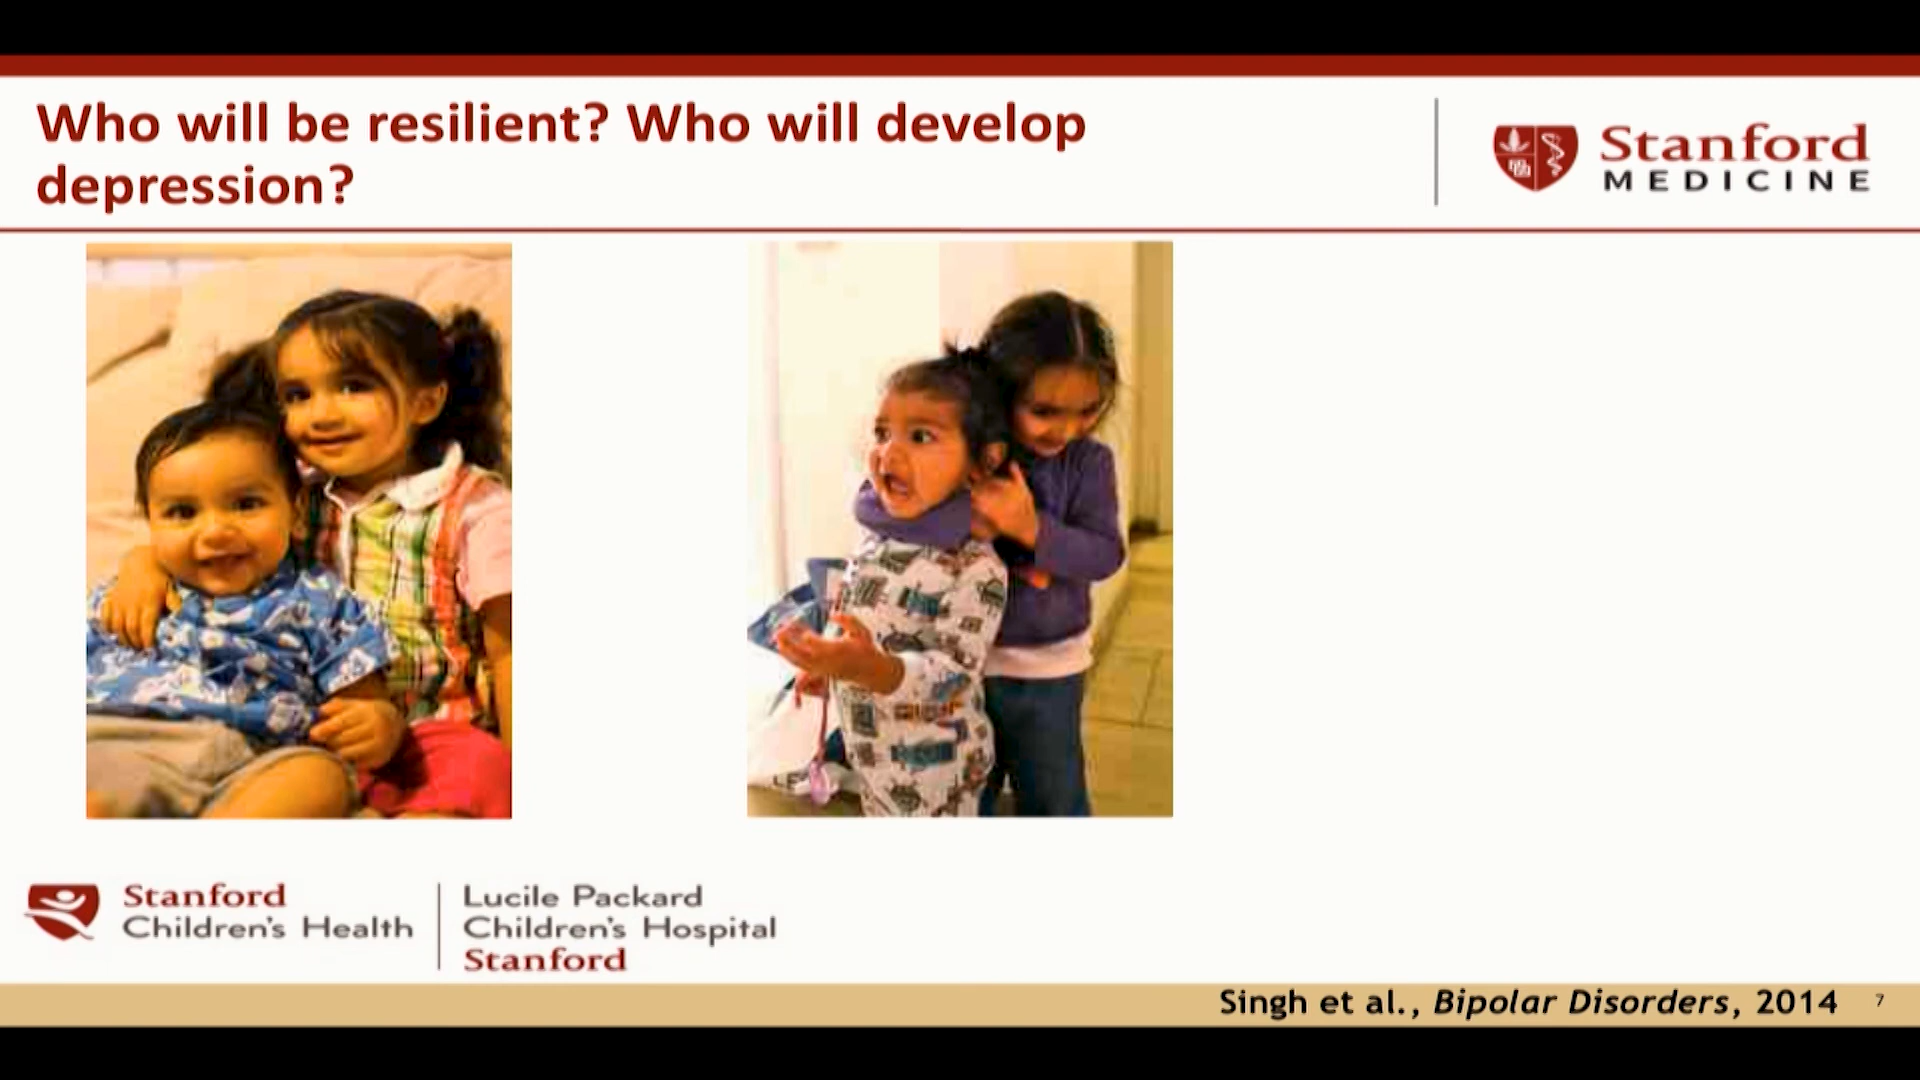 Who will be resilient? Who will develop
depression?
Stanford
MEDICINE
Stanford
Children's Health
Lucile Packard
Children's Hospital
Stanford
Singh et al., Bipolar Disorders, 2014
7